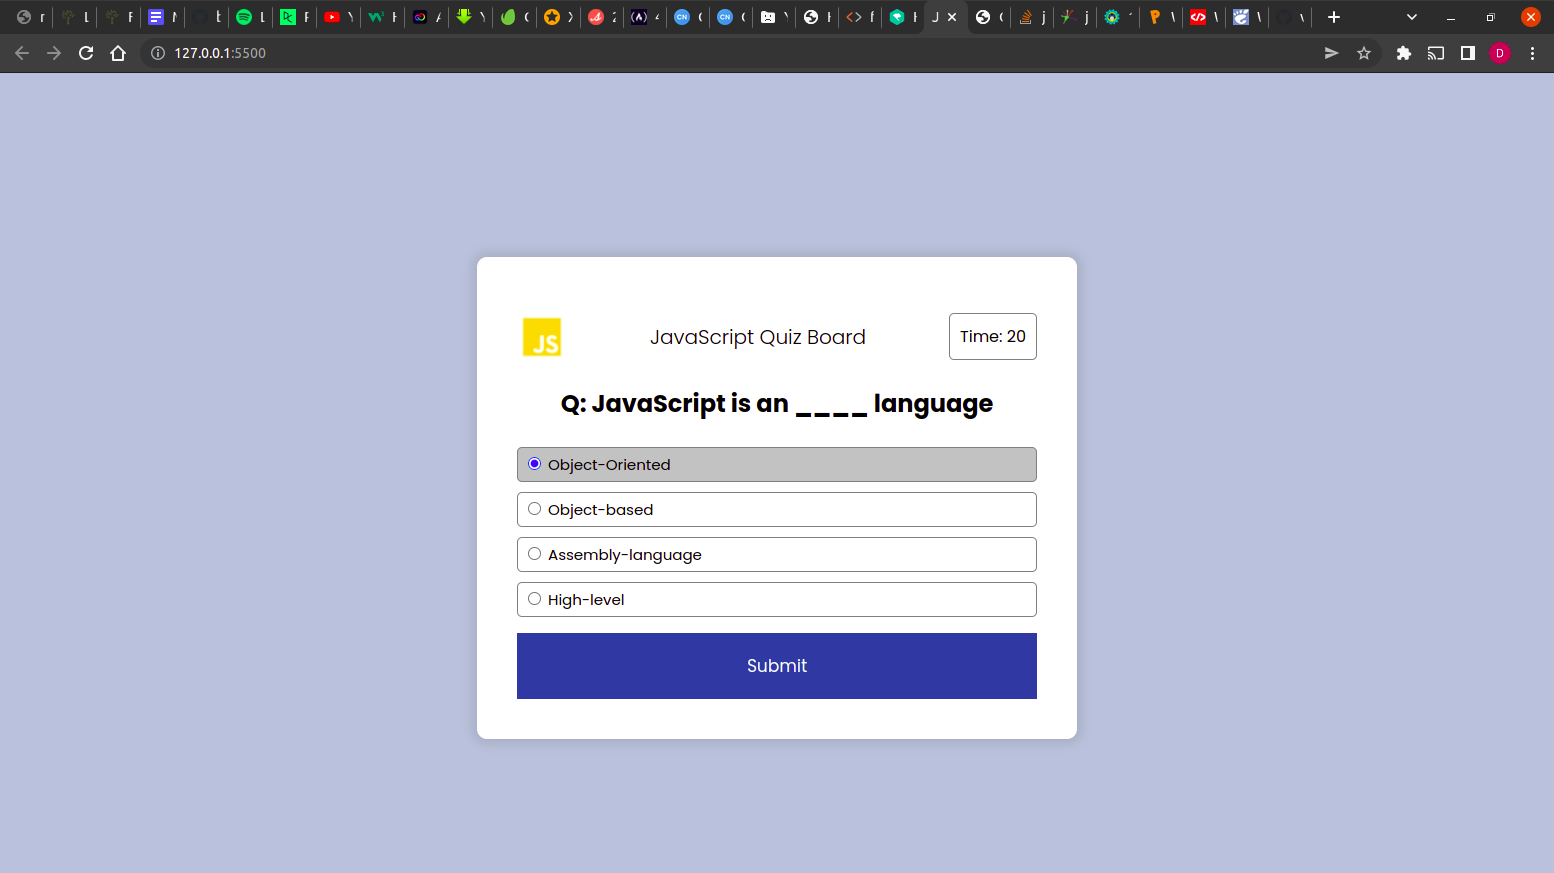 127.0.0.1:5500
D
JS
JavaScript Quiz Board
Time: 20
Q: JavaScript is an ____ language
Object-Oriented
Object-based
Assembly-language
High-level
Submit